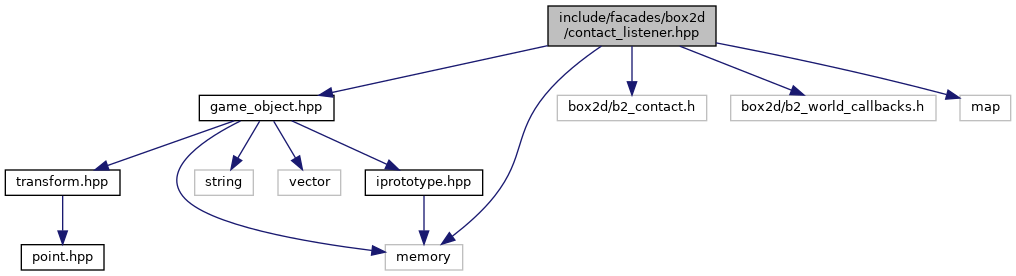 include/facades/box2d
/contact_listener.hpp
game_object.hpp
box2d/b2_contact.h
box2d/b2_world_callbacks.h
map
transform.hpp
string
vector
iprototype.hpp
point.hpp
memory